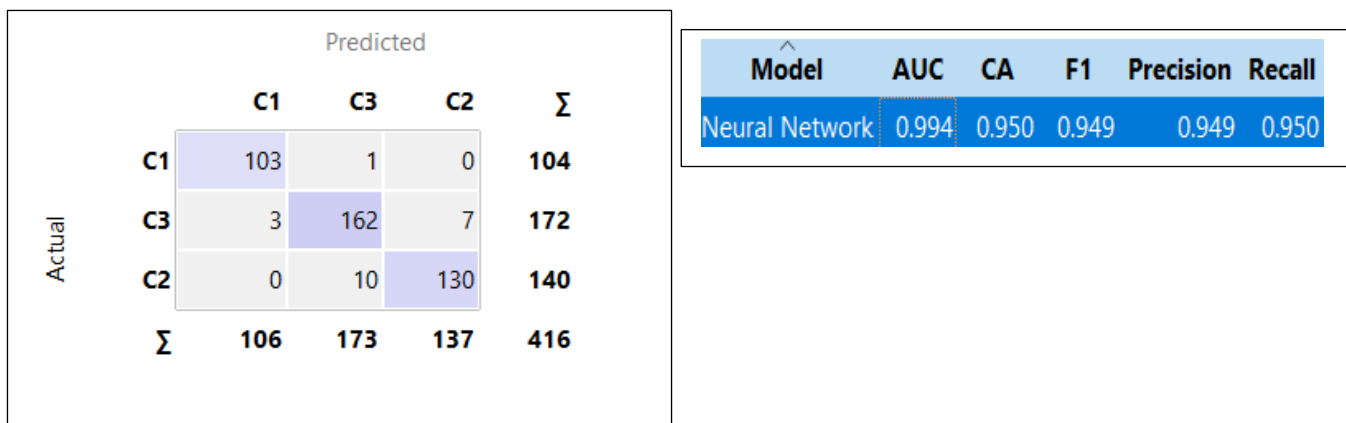 Predicted
C1 C3 C2 Σ
C1 103 1 0 104
C3 3 162 7 172
C2 0 10 130 140
Σ 106 173 137 416
Actual
Model AUC CA F1 Precision Recall
Neural Network 0.994 0.950 0.949 0.949 0.950